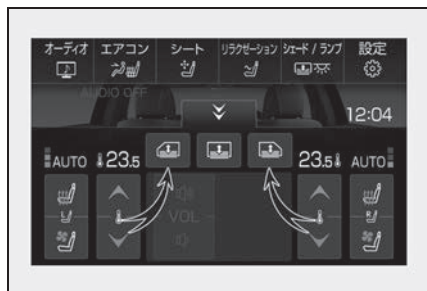 オーディオ エアコン シート リラクゼーション シェード / ランプ 設定
AUDIO OFF
12:04
AUTO 23.5 23.5 AUTO
VOL
L R